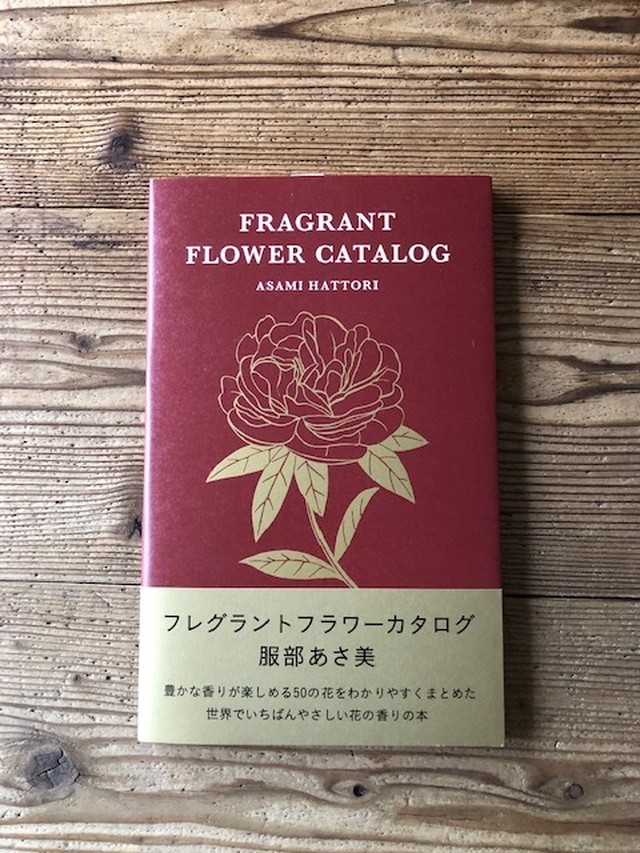 FRAGRANT
FLOWER CATALOG
ASAMI HATTORI
フレグラントフラワーカタログ
服部あさ美
豊かな香りが楽しめる50の花をわかりやすくまとめた
世界でいちばんやさしい花の香りの本